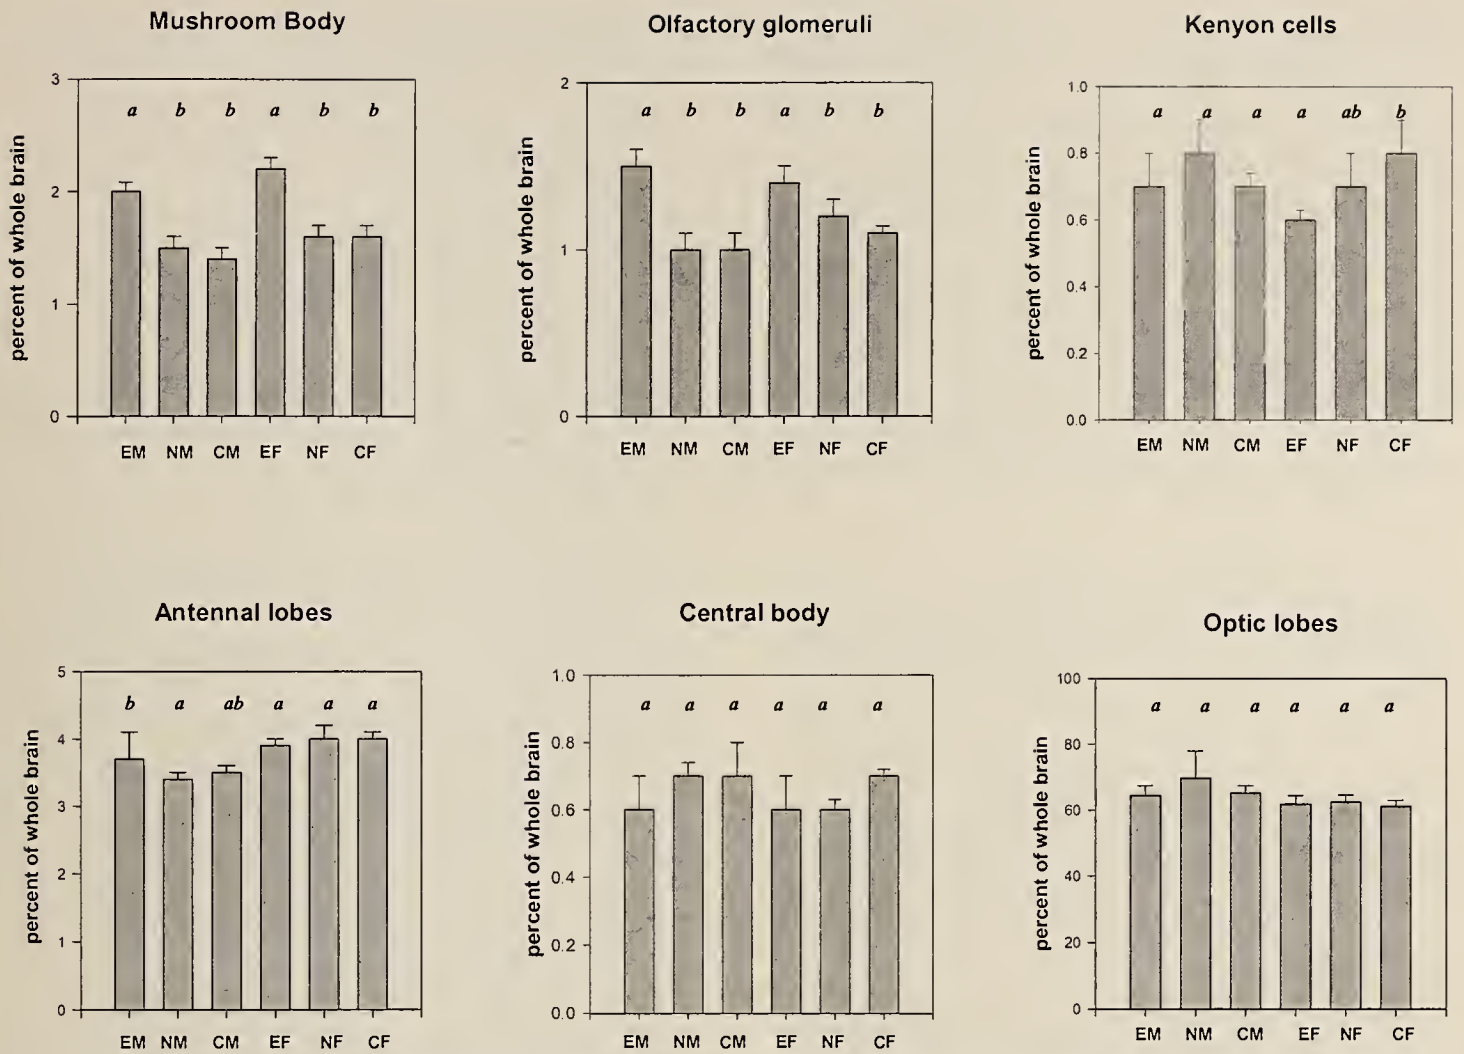 Mushroom Body
percent of whole brain
3
2
1
0
a b b a b b
EM NM CM EF NF CF
Olfactory glomeruli
percent of whole brain
2
1
0
a b b a b b
EM NM CM EF NF CF
Kenyon cells
percent of whole brain
1.0
0.8
0.6
0.4
0.2
0.0
a a a a ab b
EM NM CM EF NF CF
Antennal lobes
percent of whole brain
5
4
3
2
1
0
b a ab a a a
EM NM CM EF NF CF
Central body
percent of whole brain
1.0
0.8
0.6
0.4
0.2
0.0
a a a a a a
EM NM CM EF NF CF
Optic lobes
percent of whole brain
100
80
60
40
20
0
a a a a a a
EM NM CM EF NF CF